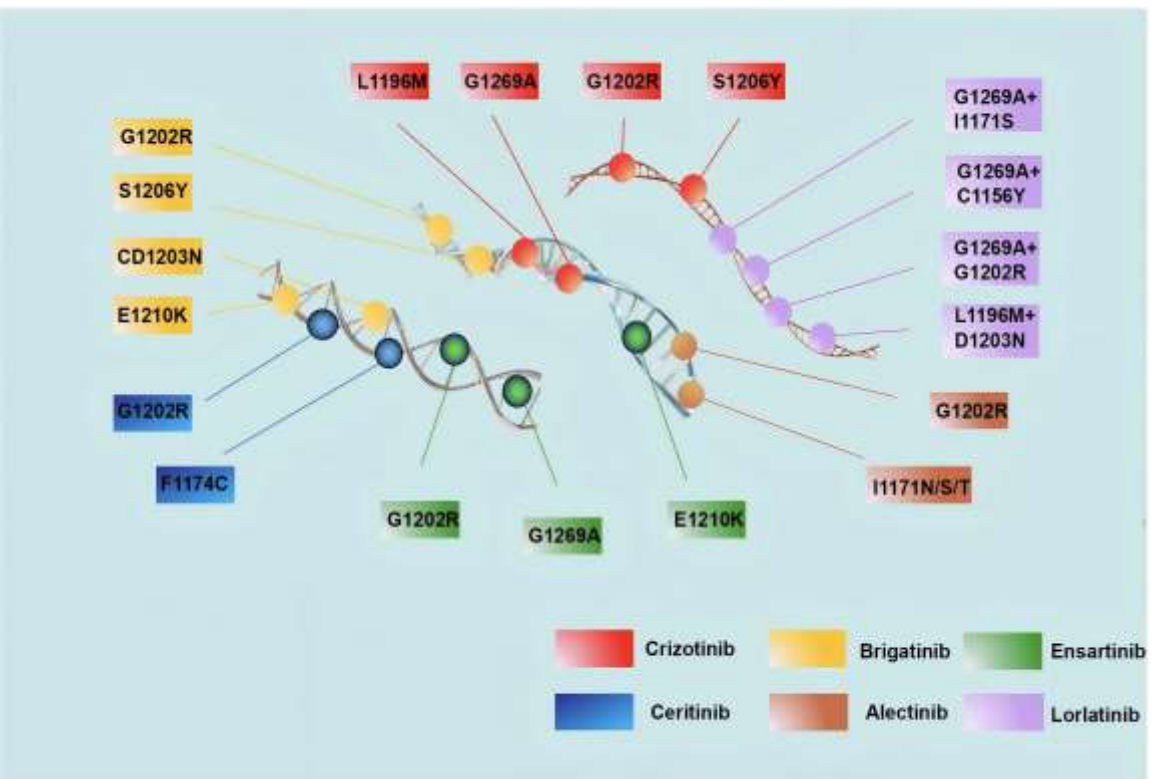 L1196M
G1269A
G1202R
S1206Y
G1269A+
I1171S
G1269A+
C1156Y
G1269A+
G1202R
L1196M+
D1203N
G1202R
S1206Y
CD1203N
E1210K
G1202R
F1174C
G1202R
G1269A
E1210K
G1202R
I1171N/S/T
Crizotinib
Brigatinib
Ensartinib
Ceritinib
Alectinib
Lorlatinib